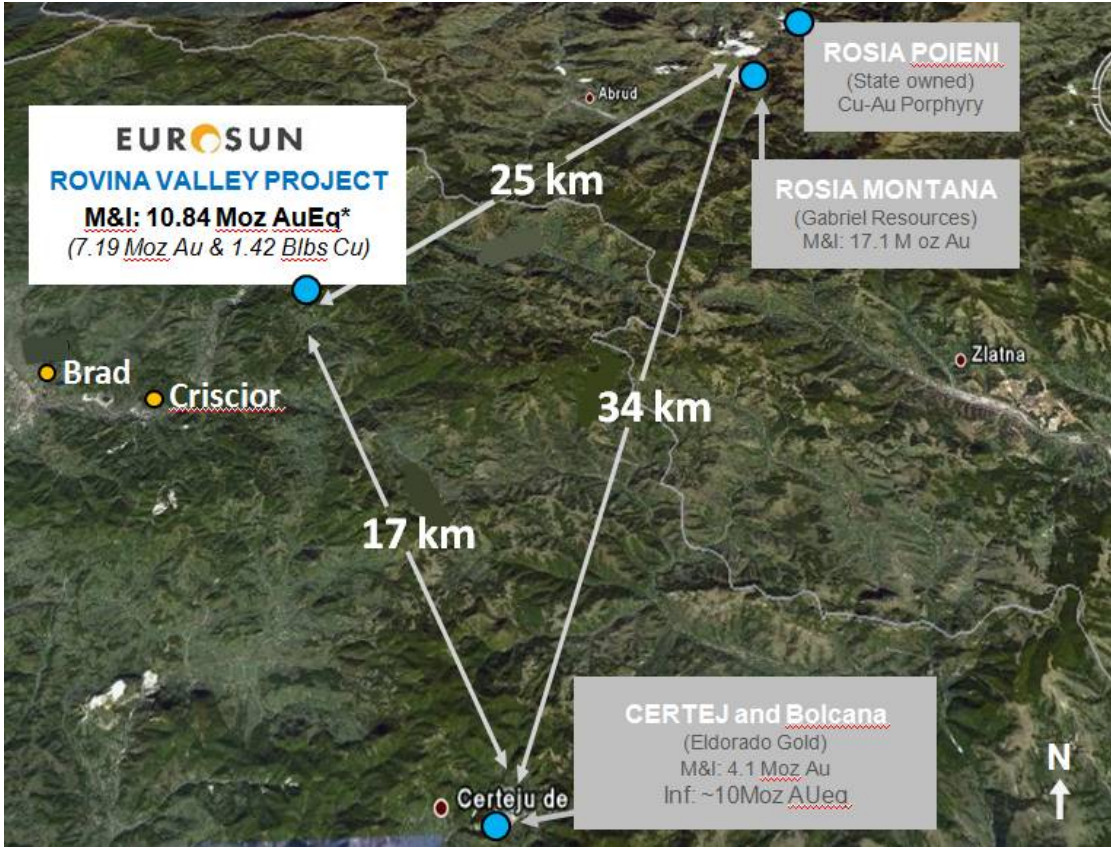 ROSIA POIENI
(State owned)
Cu-Au Porphyry
Abrud
EUROSUN
ROVINA VALLEY PROJECT
M&I: 10.84 Moz AuEq*
(7.19 Moz Au & 1.42 Blbs Cu)
25 km
ROSIA MONTANA
(Gabriel Resources)
M&I: 17.1 M oz Au
Zlatna
Brad
Criscior
34 km
17 km
CERTEJ and Bolcana
(Eldorado Gold)
M&I: 4.1 Moz Au
Inf: ~10Moz AUeq
N
Certeju de